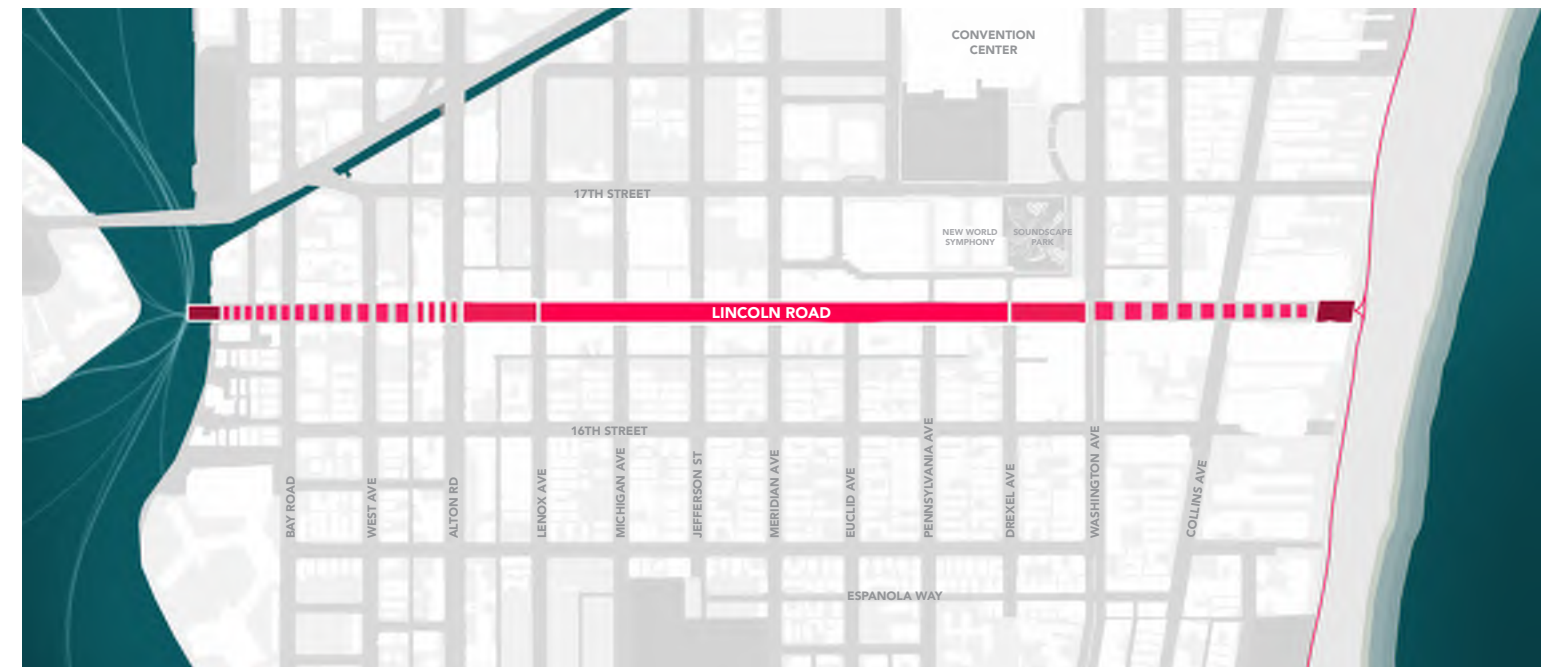 CONVENTION
CENTER
17TH STREET
NEW WORLD
SYMPHONY
SOUNDSCAPE
PARK
LINCOLN ROAD
16TH STREET
BAY ROAD
WEST AVE
ALTON RD
LENOX AVE
MICHIGAN AVE
JEFFERSON ST
MERIDIAN AVE
EUCLID AVE
PENNSYLVANIA AVE
DREXEL AVE
WASHINGTON AVE
COLLINS AVE
ESPANOLA WAY